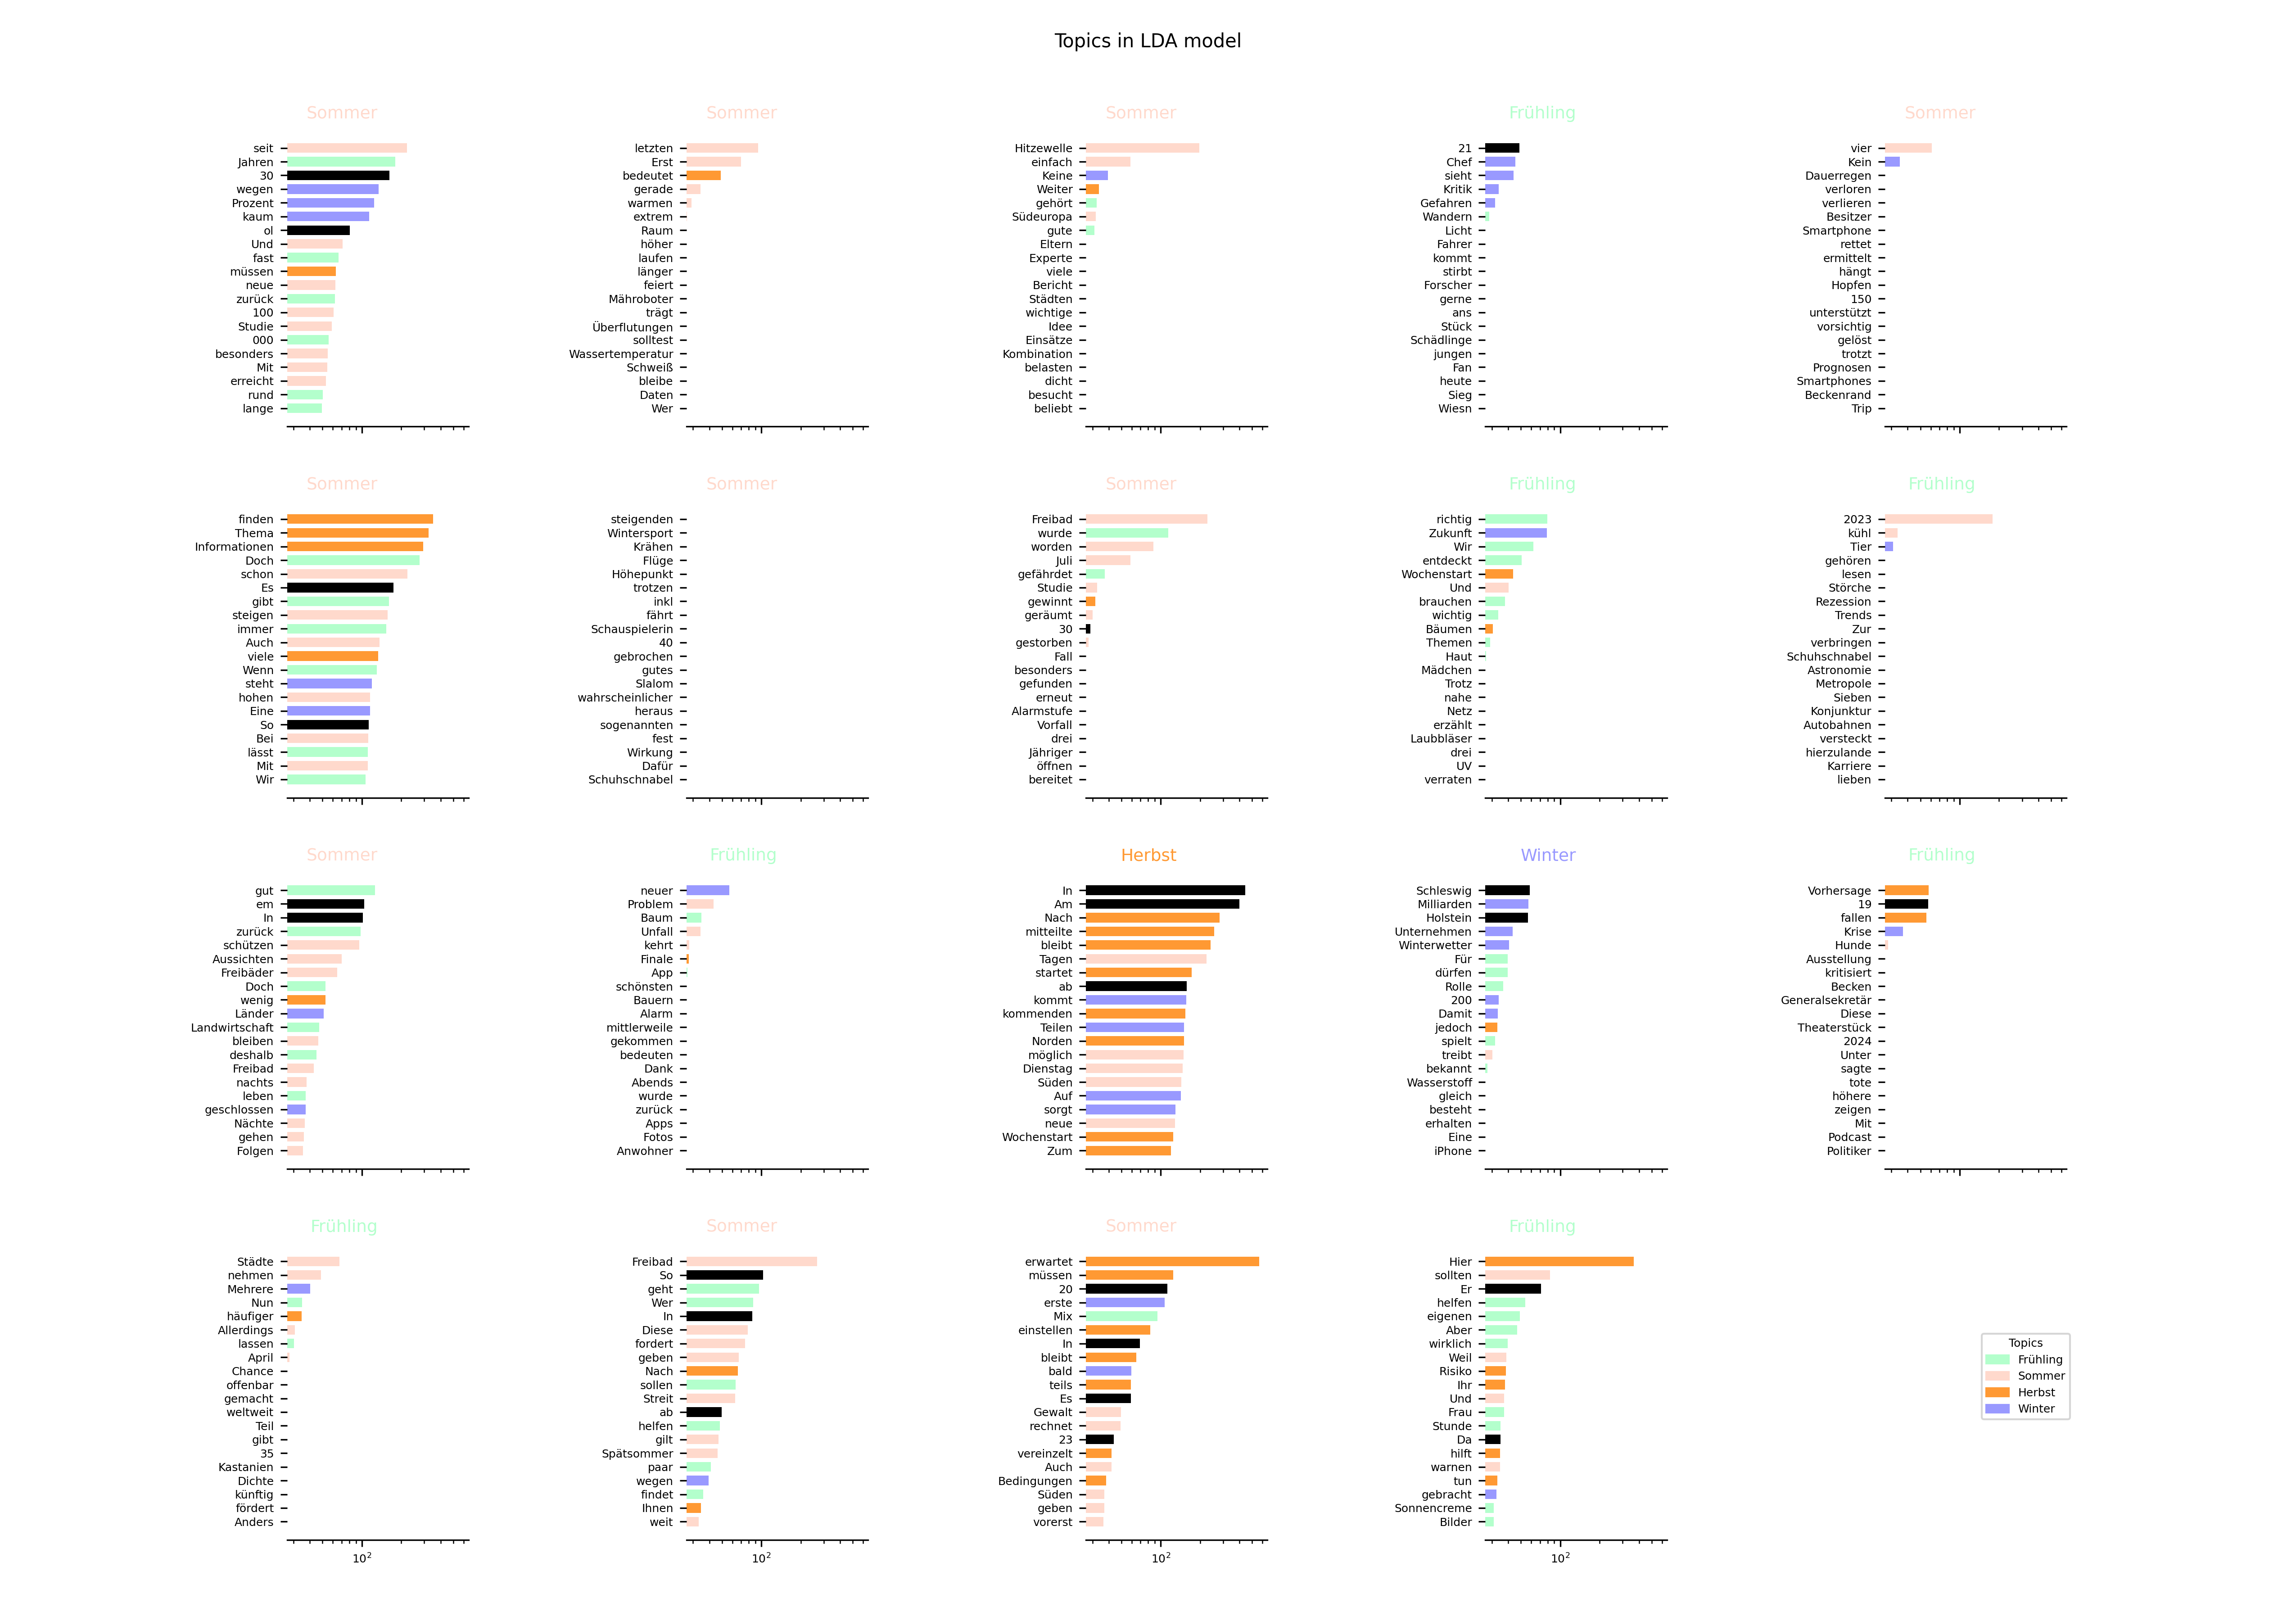 Topics in LDA model
Sommer
seit
Jahren
30
wegen
Prozent
kaum
ol
Und
fast
müssen
neue
zurück
100
Studie
000
besonders
Mit
erreicht
rund
lange
Sommer
letzten
Erst
bedeutet
gerade
warmen
extrem
Raum
höher
laufen
länger
feiert
Mähroboter
trägt
Überflutungen
solltest
Wassertemperatur
Schweiß
bleibe
Daten
Wer
Sommer
Hitzewelle
einfach
Keine
Weiter
gehört
Südeuropa
gute
Eltern
Experte
viele
Bericht
Städten
wichtige
Idee
Einsätze
Kombination
belasten
dicht
besucht
beliebt
Frühling
21
Chef
sieht
Kritik
Gefahren
Wandern
Licht
Fahrer
kommt
stirbt
Forscher
gerne
ans
Stück
Schädlinge
jungen
Fan
heute
Sieg
Wiesn
Sommer
vier
Kein
Dauerregen
verloren
verlieren
Besitzer
Smartphone
rettet
ermittelt
hängt
Hopfen
150
unterstützt
vorsichtig
gelöst
trotzt
Prognosen
Smartphones
Beckenrand
Trip
Sommer
finden
Thema
Informationen
Doch
schon
Es
gibt
steigen
immer
Auch
viele
Wenn
steht
hohen
Eine
So
Bei
lässt
Mit
Wir
Sommer
steigenden
Wintersport
Krähen
Flüge
Höhepunkt
trotzen
inkl
fährt
Schauspielerin
40
gebrochen
gutes
Slalom
wahrscheinlicher
heraus
sogenannten
fest
Wirkung
Dafür
Schuhschnabel
Sommer
Freibad
wurde
worden
Juli
gefährdet
Studie
gewinnt
geräumt
30
gestorben
Fall
besonders
gefunden
erneut
Alarmstufe
Vorfall
drei
Jähriger
öffnen
bereitet
Frühling
richtig
Zukunft
Wir
entdeckt
Wochenstart
Und
brauchen
wichtig
Bäumen
Themen
Haut
Mädchen
Trotz
nahe
Netz
erzählt
Laubbläser
drei
UV
verraten
Frühling
2023
kühl
Tier
gehören
lesen
Störche
Rezession
Trends
Zur
verbringen
Schuhschnabel
Astronomie
Metropole
Sieben
Konjunktur
Autobahnen
versteckt
hierzulande
Karriere
lieben
Sommer
gut
em
In
zurück
schützen
Aussichten
Freibäder
Doch
wenig
Länder
Landwirtschaft
bleiben
deshalb
Freibad
nachts
leben
geschlossen
Nächte
gehen
Folgen
Frühling
neuer
Problem
Baum
Unfall
kehrt
Finale
App
schönsten
Bauern
Alarm
mittlerweile
gekommen
bedeuten
Dank
Abends
wurde
zurück
Apps
Fotos
Anwohner
Herbst
In
Am
Nach
mitteilte
bleibt
Tagen
startet
ab
kommt
kommenden
Teilen
Norden
möglich
Dienstag
Süden
Auf
sorgt
neue
Wochenstart
Zum
Winter
Schleswig
Milliarden
Holstein
Unternehmen
Winterwetter
Für
dürfen
Rolle
200
Damit
jedoch
spielt
treibt
bekannt
Wasserstoff
gleich
besteht
erhalten
Eine
iPhone
Frühling
Vorhersage
19
fallen
Krise
Hunde
Ausstellung
kritisiert
Becken
Generalsekretär
Diese
Theaterstück
2024
Unter
sagte
tote
höhere
zeigen
Mit
Podcast
Politiker
Frühling
Städte
nehmen
Mehrere
Nun
häufiger
Allerdings
lassen
April
Chance
offenbar
gemacht
weltweit
Teil
gibt
35
Kastanien
Dichte
künftig
fördert
Anders
10²
Sommer
Freibad
So
geht
Wer
In
Diese
fordert
geben
Nach
sollen
Streit
ab
helfen
gilt
Spätsommer
paar
wegen
findet
Ihnen
weit
10²
Sommer
erwartet
müssen
20
erste
Mix
einstellen
In
bleibt
bald
teils
Es
Gewalt
rechnet
23
vereinzelt
Auch
Bedingungen
Süden
geben
vorerst
10²
Frühling
Hier
sollten
Er
helfen
eigenen
Aber
wirklich
Weil
Risiko
Ihr
Und
Frau
Stunde
Da
hilft
warnen
tun
gebracht
Sonnencreme
Bilder
10²
Topics
Frühling
Sommer
Herbst
Winter